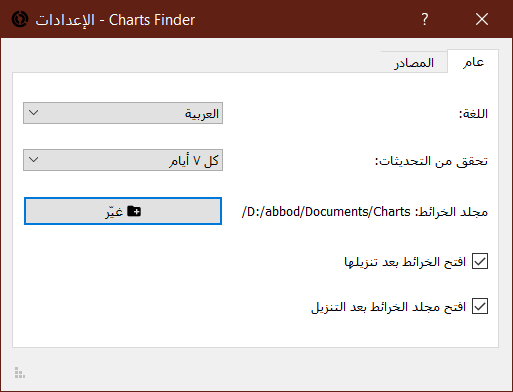 الإعدادات - Charts Finder
عام
المصادر
اللغة:
العربية
تحقق من التحديثات:
كل ٧ أيام
مجلد الخرائط: D:/abbod/Documents/Charts/
غيّر
افتح الخرائط بعد تنزيلها
افتح مجلد الخرائط بعد التنزيل